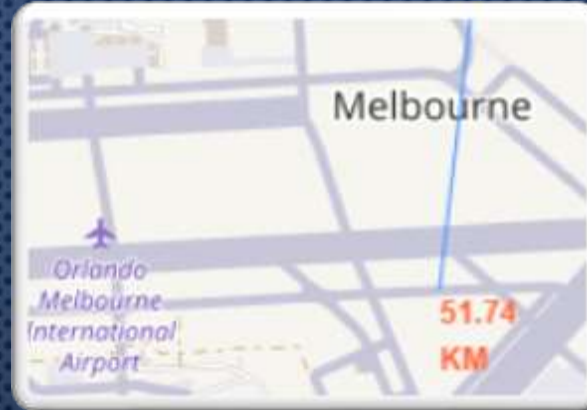 Melbourne
Orlando
Melbourne
International
Airport
51.74
KM